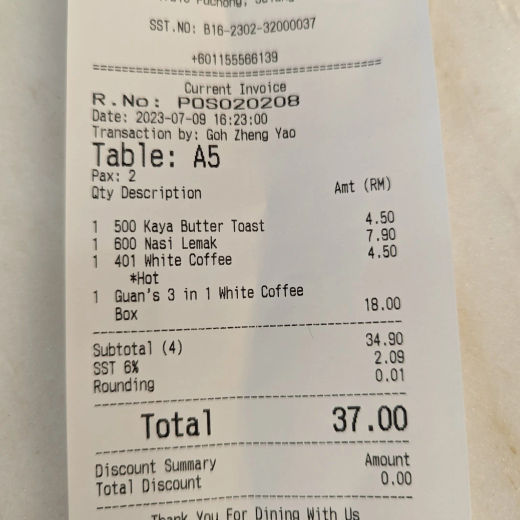 Puchong,
SST.NO: B16-2302-32000037
+601155566139
Current Invoice
R.No: POS020208
Date: 2023-07-09 16:23:00
Transaction by: Goh Zheng Yao
Table: A5
Pax: 2
Qty Description Amt (RM)
1 500 Kaya Butter Toast 4.50
1 600 Nasi Lemak 7.90
1 401 White Coffee 4.50
*Hot
1 Guan's 3 in 1 White Coffee
Box 18.00
Subtotal (4) 34.90
SST 6% 2.09
Rounding 0.01
Total 37.00
Discount Summary Amount
Total Discount 0.00
Thank You For Dining With Us